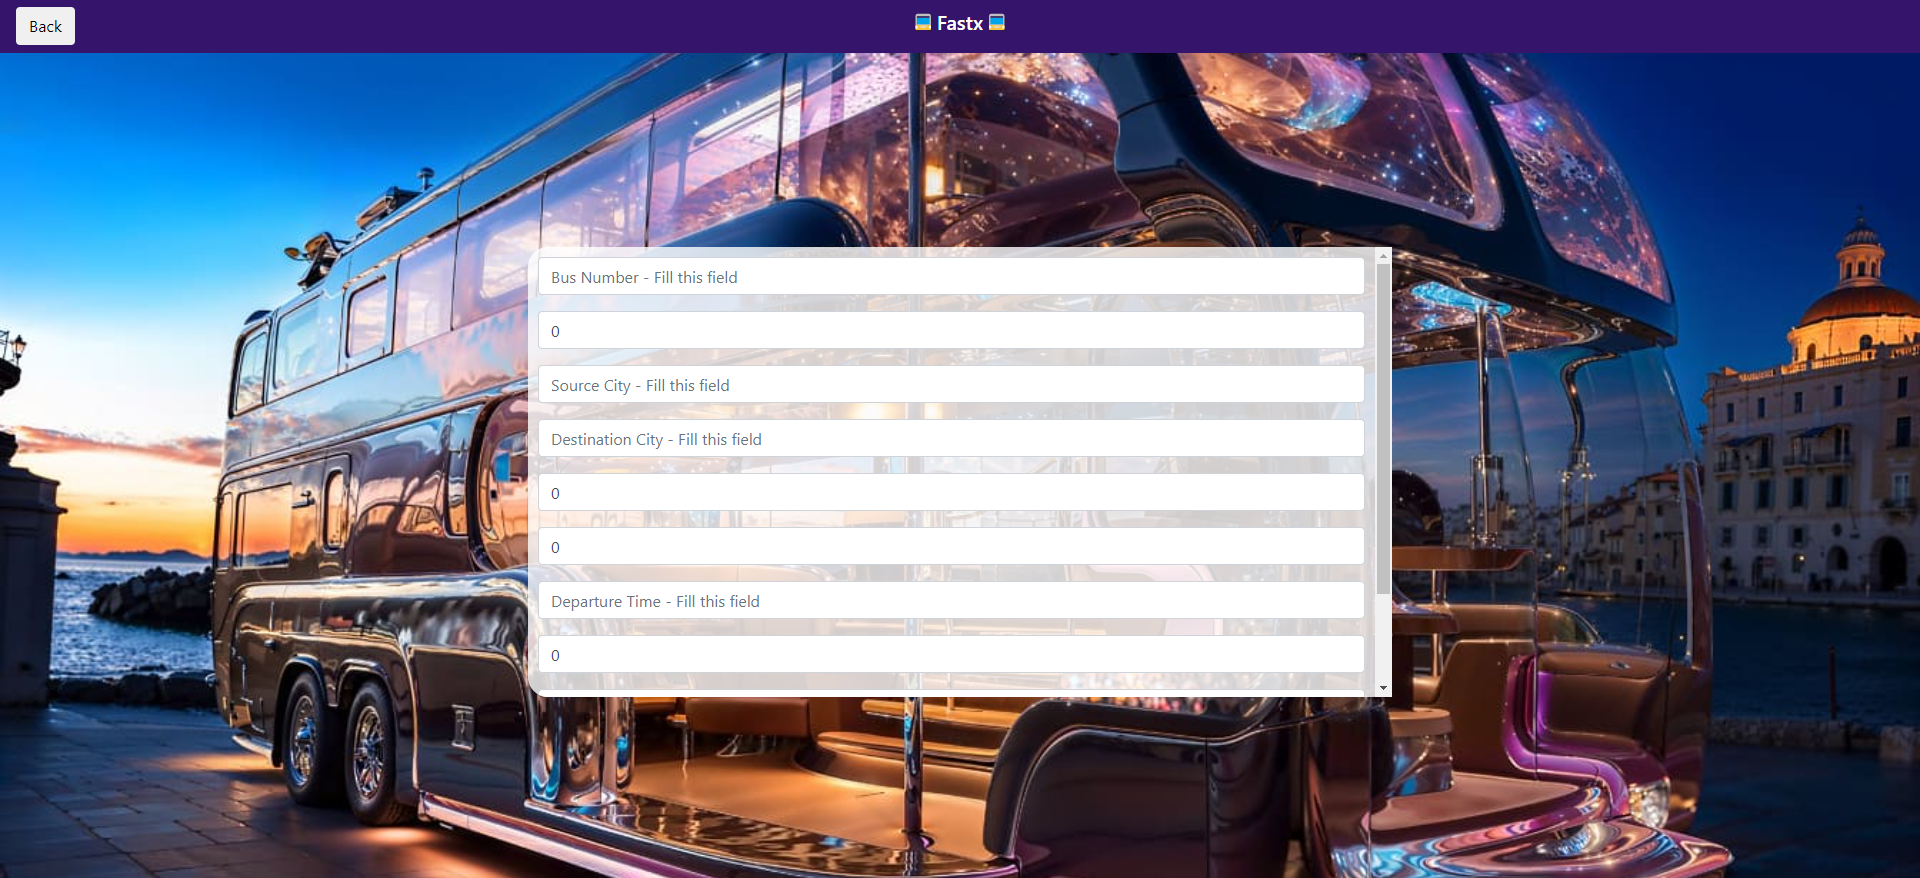 Back
Fastx
Bus Number - Fill this field
0
Source City - Fill this field
Destination City - Fill this field
0
0
Departure Time - Fill this field
0